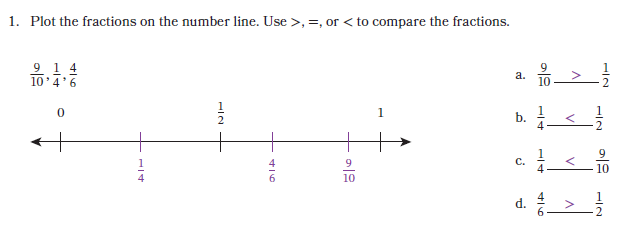 1. Plot the fractions on the number line. Use >, =, or < to compare the fractions.
9/10, 1/4, 4/6
0 1/2 1
1/4 4/6 9/10
a. 9/10 > 1/2
b. 1/4 < 1/2
c. 1/4 < 9/10
d. 4/6 > 1/2